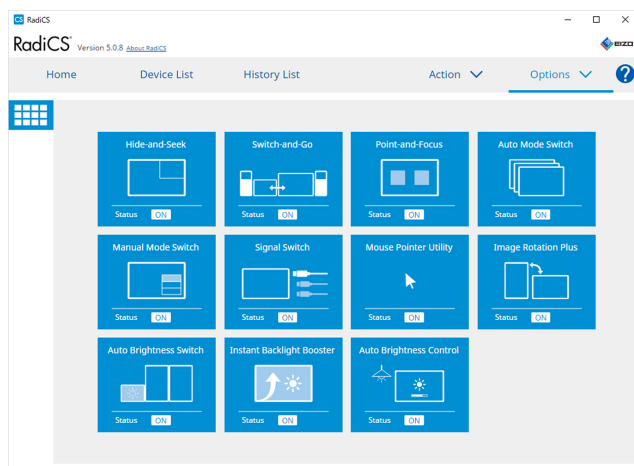 CS RadiCS
RadiCS Version 5.0.8 About RadiCS
EIZO
Home Device List History List Action Options ?
Hide-and-Seek Switch-and-Go Point-and-Focus Auto Mode Switch
Status ON Status ON Status ON Status ON
Manual Mode Switch Signal Switch Mouse Pointer Utility Image Rotation Plus
Status ON Status ON Status ON Status ON
Auto Brightness Switch Instant Backlight Booster Auto Brightness Control
Status ON Status ON Status ON